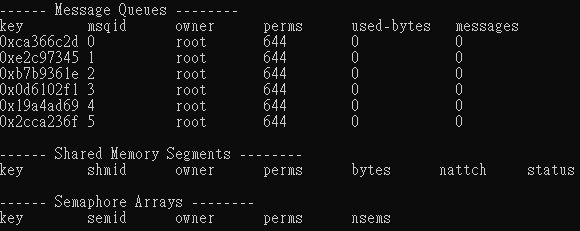 ------ Message Queues --------
key        msqid      owner      perms      used-bytes   messages
0xca366c2d 0          root       644        0            0
0xe2c97345 1          root       644        0            0
0xb7b9361e 2          root       644        0            0
0x0d6102f1 3          root       644        0            0
0x19a4ad69 4          root       644        0            0
0x2cca236f 5          root       644        0            0
------ Shared Memory Segments --------
key        shmid      owner      perms      bytes      nattch     status
------ Semaphore Arrays --------
key        semid      owner      perms      nsems